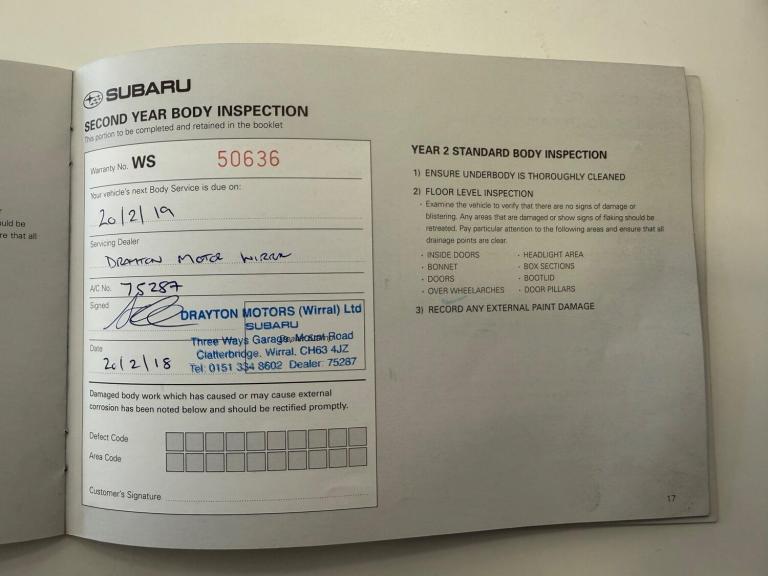 uld be
re that all
SUBARU
SECOND YEAR BODY INSPECTION
This portion to be completed and retained in the booklet
Warranty No. WS 50636
Your vehicle's next Body Service is due on:
20/2/19
Servicing Dealer
DRAYTON MOTOR WIRRAL
A/C No. 75287
Signed
DRAYTON MOTORS (Wirral) Ltd
SUBARU
Three Ways Garage, Mount Road
Clatterbridge, Wirral, CH63 4JZ
Tel: 0151 334 8602 Dealer: 75287
Date
20/2/18
Damaged body work which has caused or may cause external
corrosion has been noted below and should be rectified promptly.
Defect Code
Area Code
Customer's Signature
YEAR 2 STANDARD BODY INSPECTION
1) ENSURE UNDERBODY IS THOROUGHLY CLEANED
2) FLOOR LEVEL INSPECTION
• Examine the vehicle to verify that there are no signs of damage or
blistering. Any areas that are damaged or show signs of flaking should be
retreated. Pay particular attention to the following areas and ensure that all
drainage points are clear.
• INSIDE DOORS • HEADLIGHT AREA
• BONNET • BOX SECTIONS
• DOORS • BOOTLID
• OVER WHEELARCHES • DOOR PILLARS
3) RECORD ANY EXTERNAL PAINT DAMAGE
17